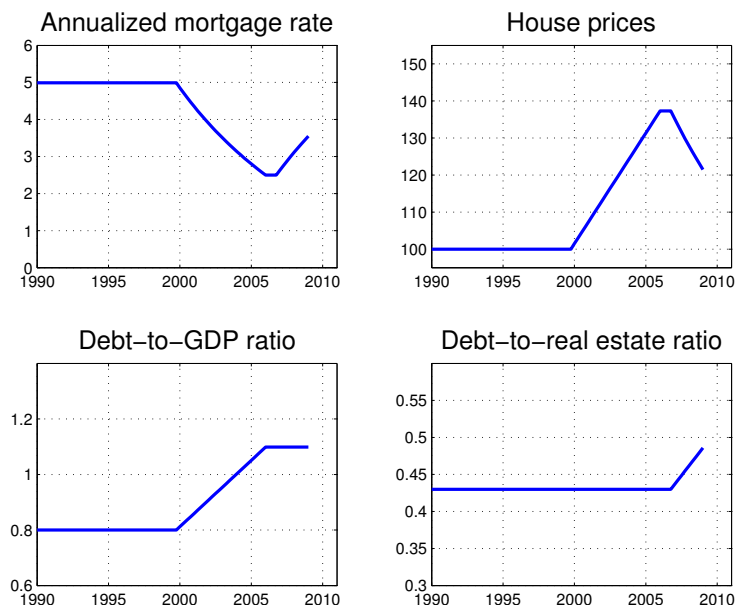 Annualized mortgage rate
6
5
4
3
2
1
0
1990 1995 2000 2005 2010
House prices
150
140
130
120
110
100
1990 1995 2000 2005 2010
Debt−to−GDP ratio
1.2
1
0.8
0.6
1990 1995 2000 2005 2010
Debt−to−real estate ratio
0.55
0.5
0.45
0.4
0.35
0.3
1990 1995 2000 2005 2010